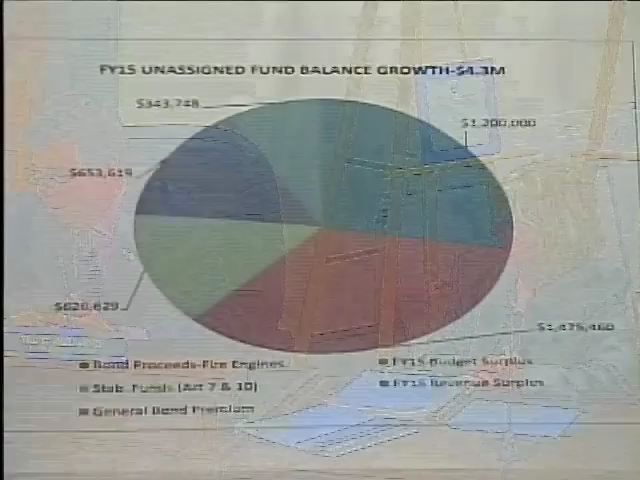 FY15 UNASSIGNED FUND BALANCE GROWTH-$4.3M
$343,748
$1,200,000
$653,619
$620,629
$1,475,460
Bond Proceeds-Fire Engines
FY15 Budget Surplus
Stab. Funds (Art 7 & 10)
FY15 Revenue Surplus
General Bond Premium